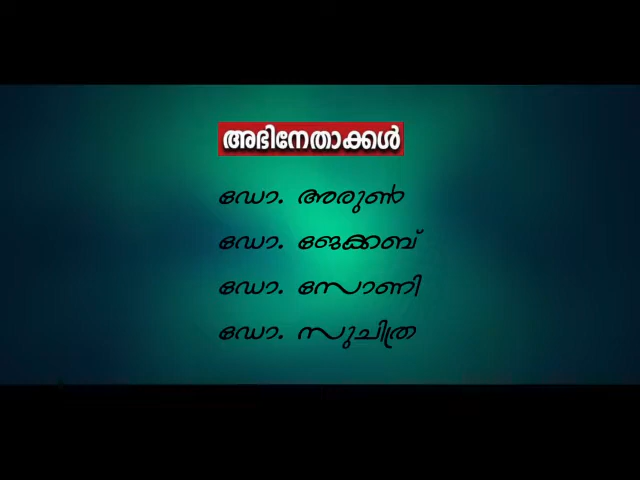 അഭിനേതാക്കൾ
ഡോ. അരുൺ
ഡോ. ജേക്കബ്
ഡോ. സോണി
ഡോ. സുചിത്ര